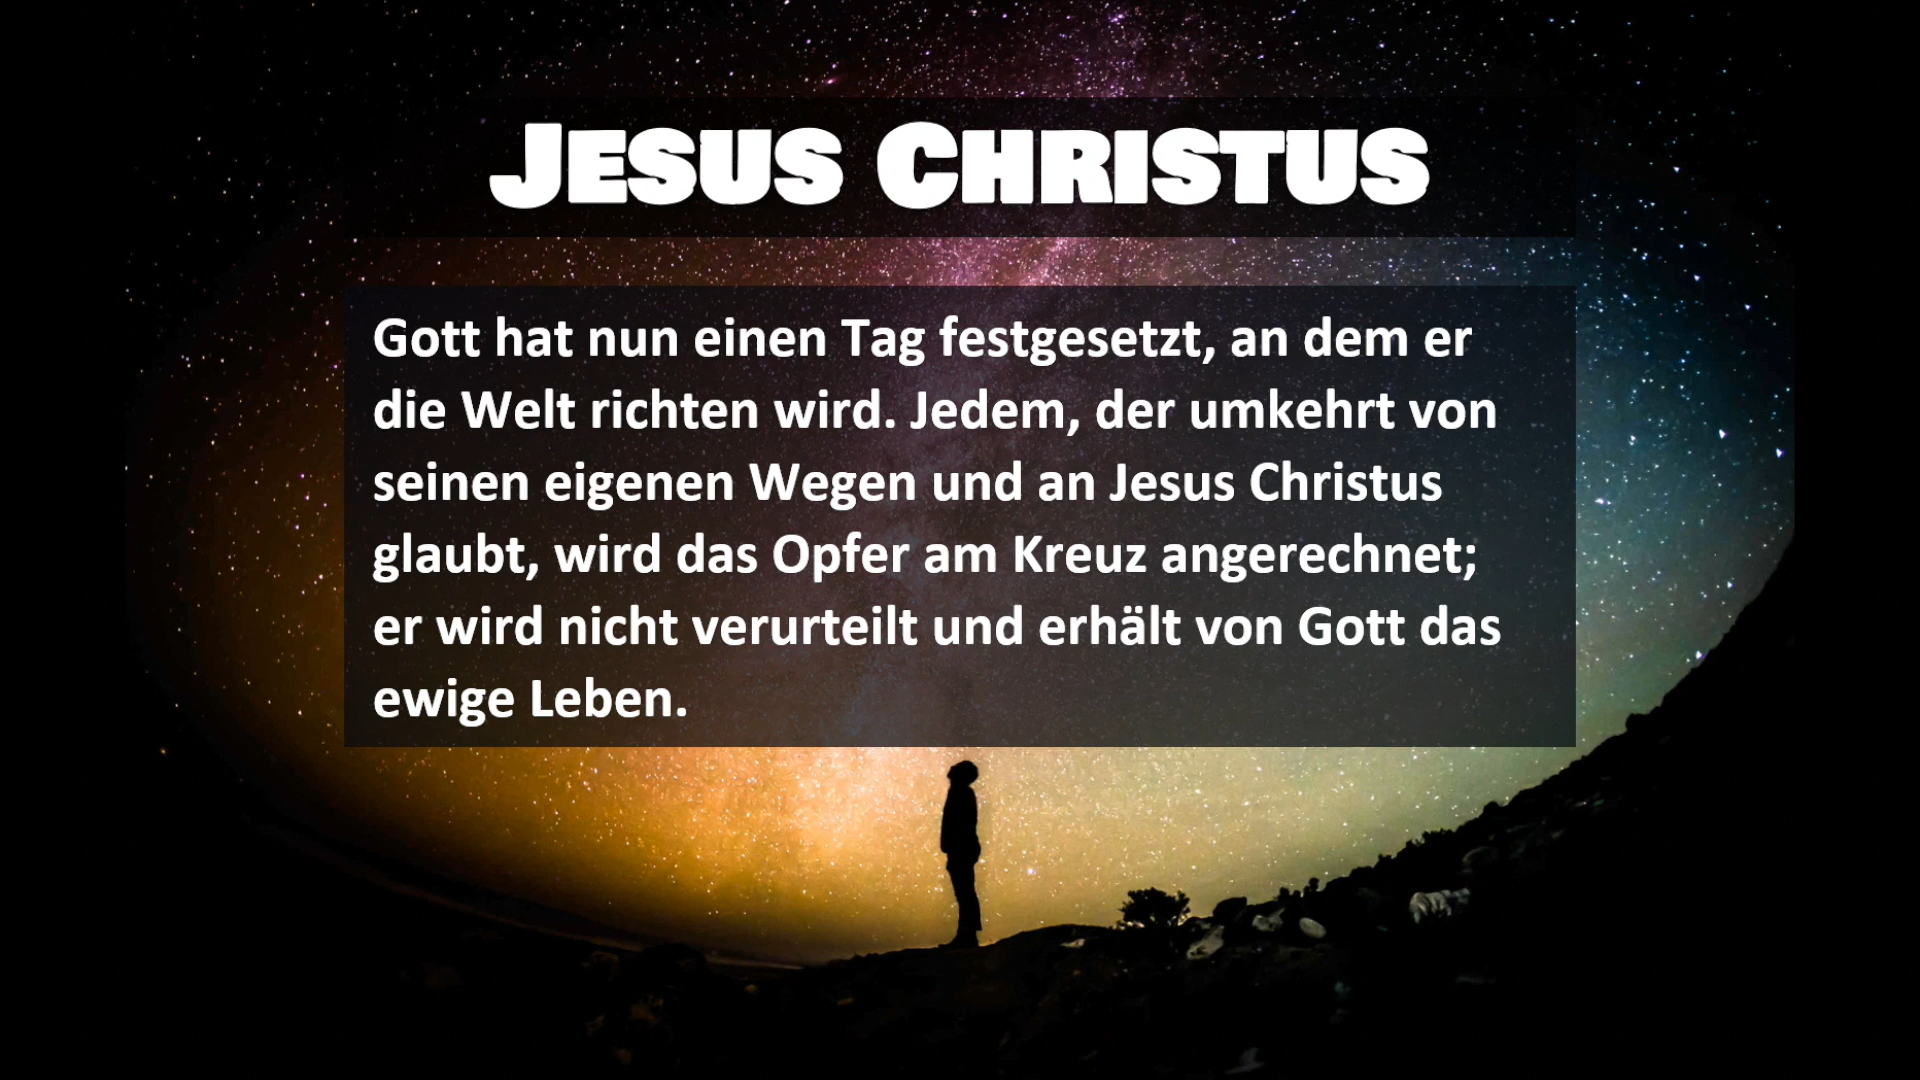 Jesus Christus
Gott hat nun einen Tag festgesetzt, an dem er
die Welt richten wird. Jedem, der umkehrt von
seinen eigenen Wegen und an Jesus Christus
glaubt, wird das Opfer am Kreuz angerechnet;
er wird nicht verurteilt und erhält von Gott das
ewige Leben.